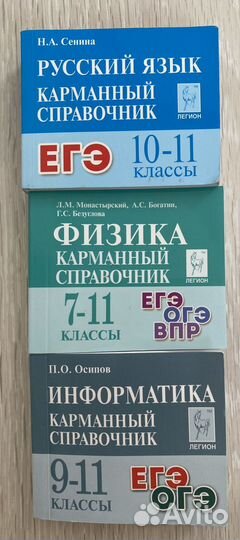 Н.А. Сенина
РУССКИЙ ЯЗЫК
КАРМАННЫЙ
СПРАВОЧНИК
ЛЕГИОН
ЕГЭ
10-11
КЛАССЫ
Л.М. Монастырский, А.С. Богатин,
Г.С. Безуглова
ФИЗИКА
КАРМАННЫЙ
СПРАВОЧНИК
ЛЕГИОН
7-11
КЛАССЫ
ЕГЭ
ОГЭ
ВПР
П.О. Осипов
ИНФОРМАТИКА
КАРМАННЫЙ
СПРАВОЧНИК
ЛЕГИОН
9-11
КЛАССЫ
ЕГЭ
ОГЭ
Avito